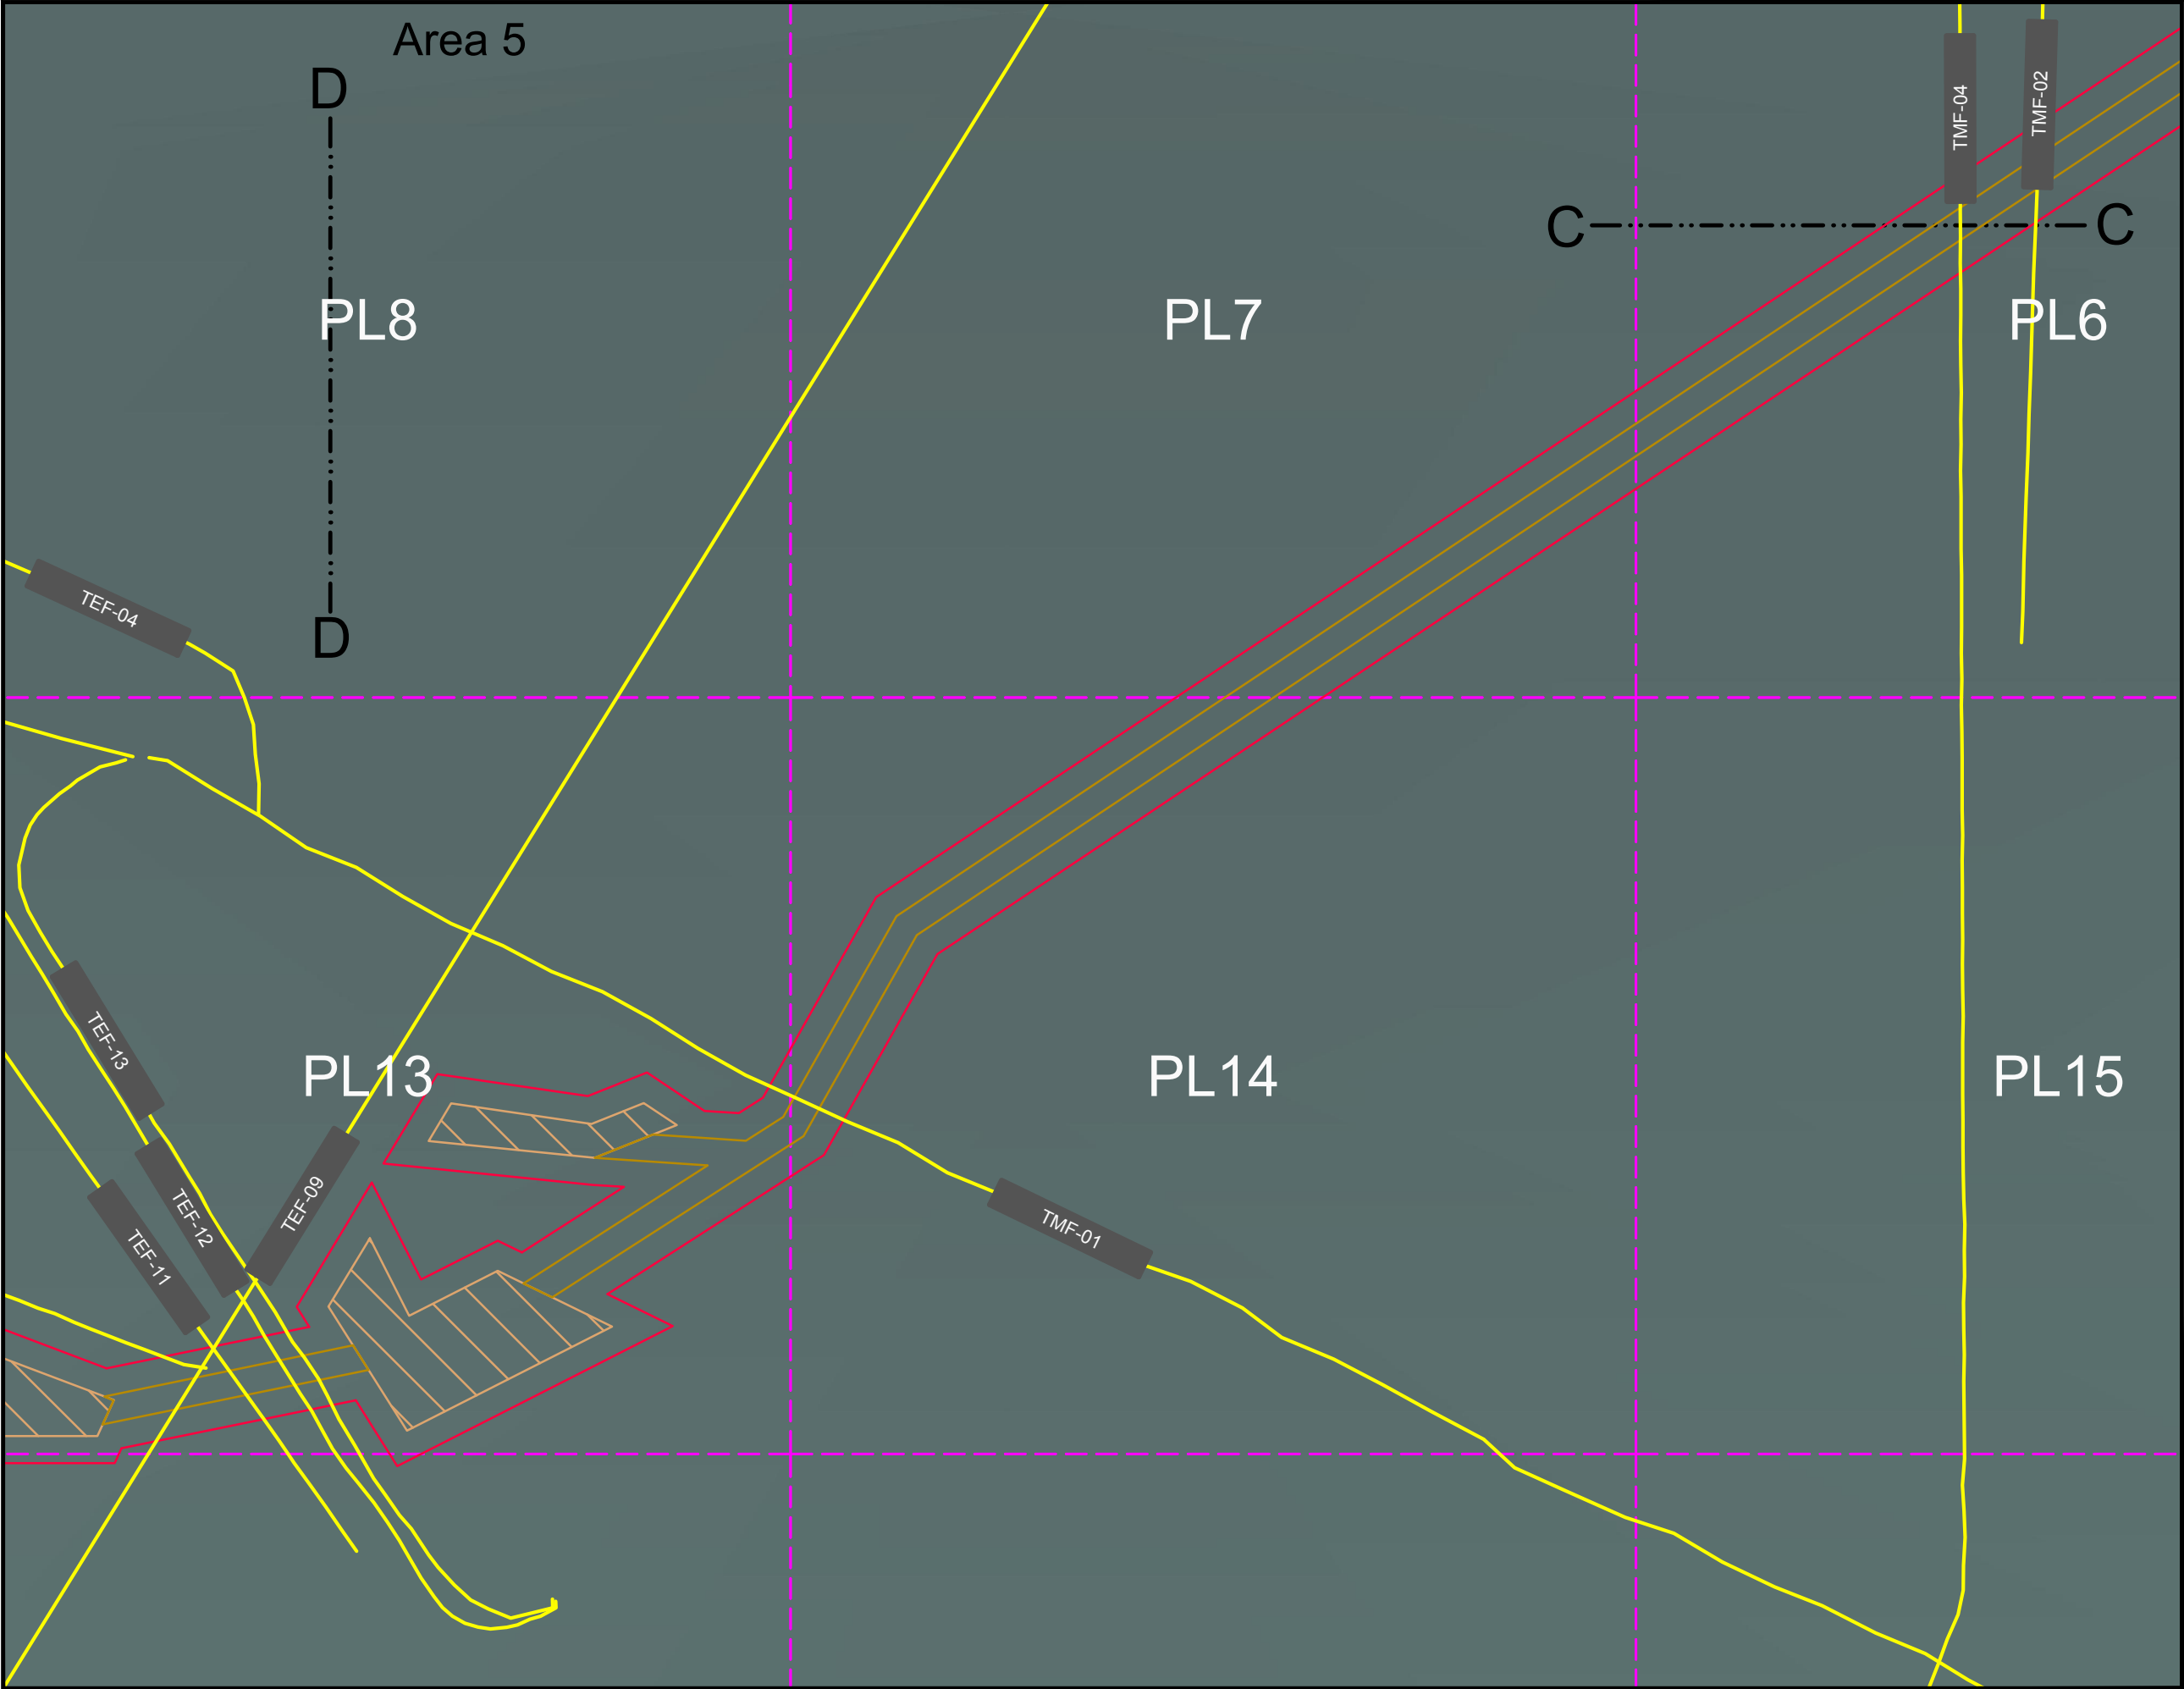 Area 5
D
TMF-04
TMF-02
C
C
PL8
PL7
PL6
TEF-04
D
TEF-13
PL13
PL14
PL15
TEF-12
TEF-09
TEF-11
TMF-01